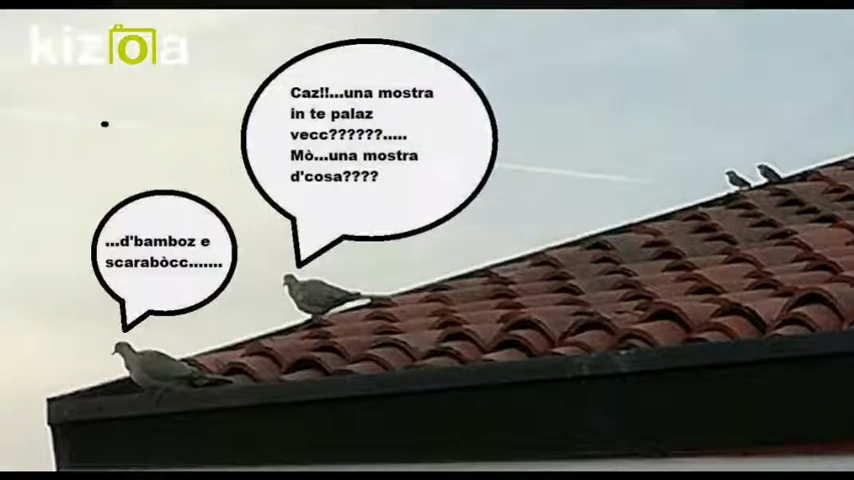 kizoa
Caz!!...una mostra
in te palaz
vecc??????.....
Mò...una mostra
d'cosa????
...d'bamboz e
scarabòcc.......